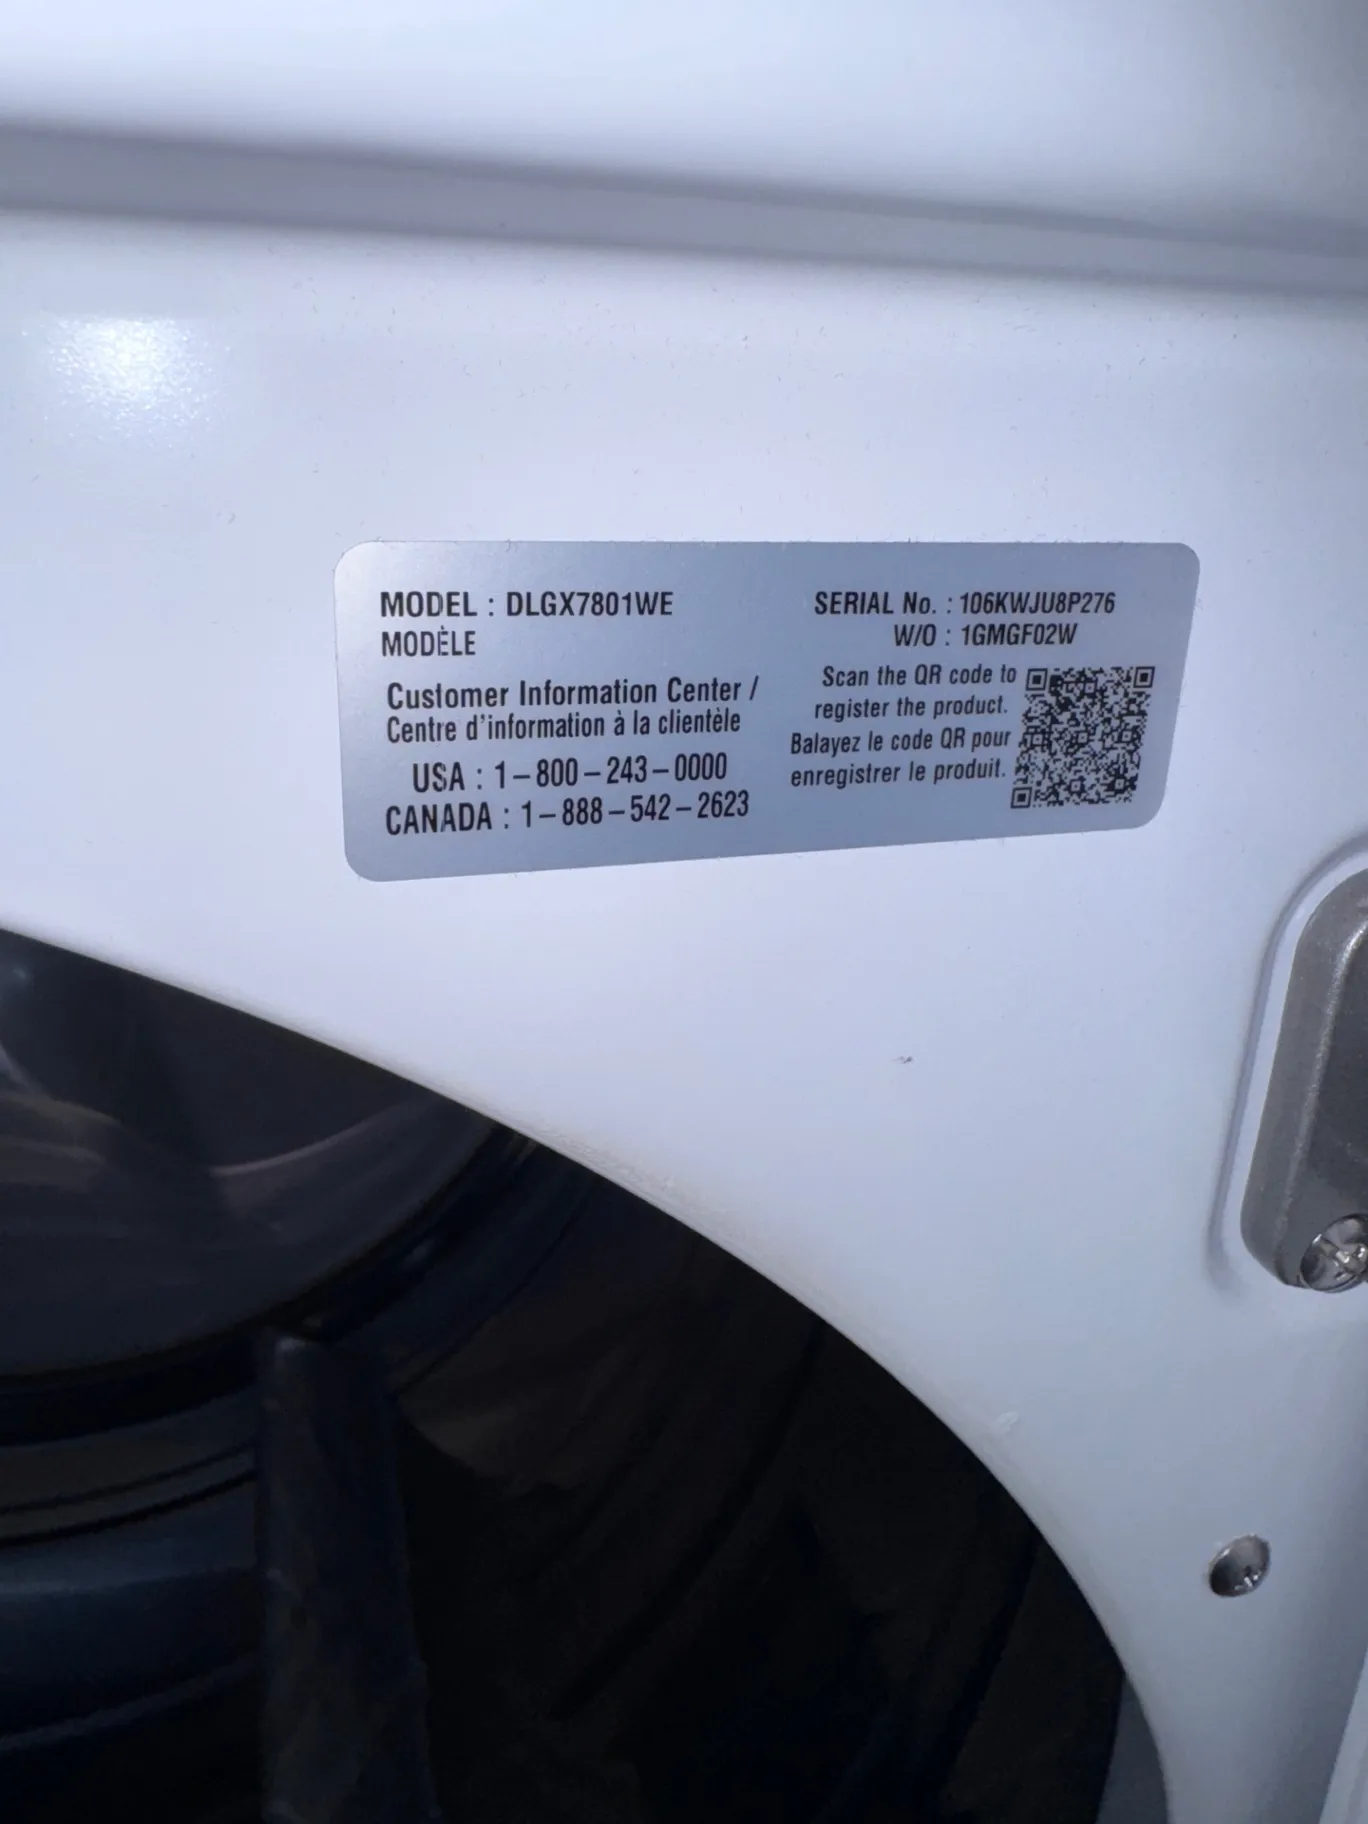 MODEL : DLGX7801WE
MODÈLE
Customer Information Center /
Centre d'information à la clientèle
USA : 1-800-243-0000
CANADA : 1-888-542-2623
SERIAL No. : 106KWJU8P276
W/O : 1GMGF02W
Scan the QR code to
register the product.
Balayez le code QR pour
enregistrer le produit.